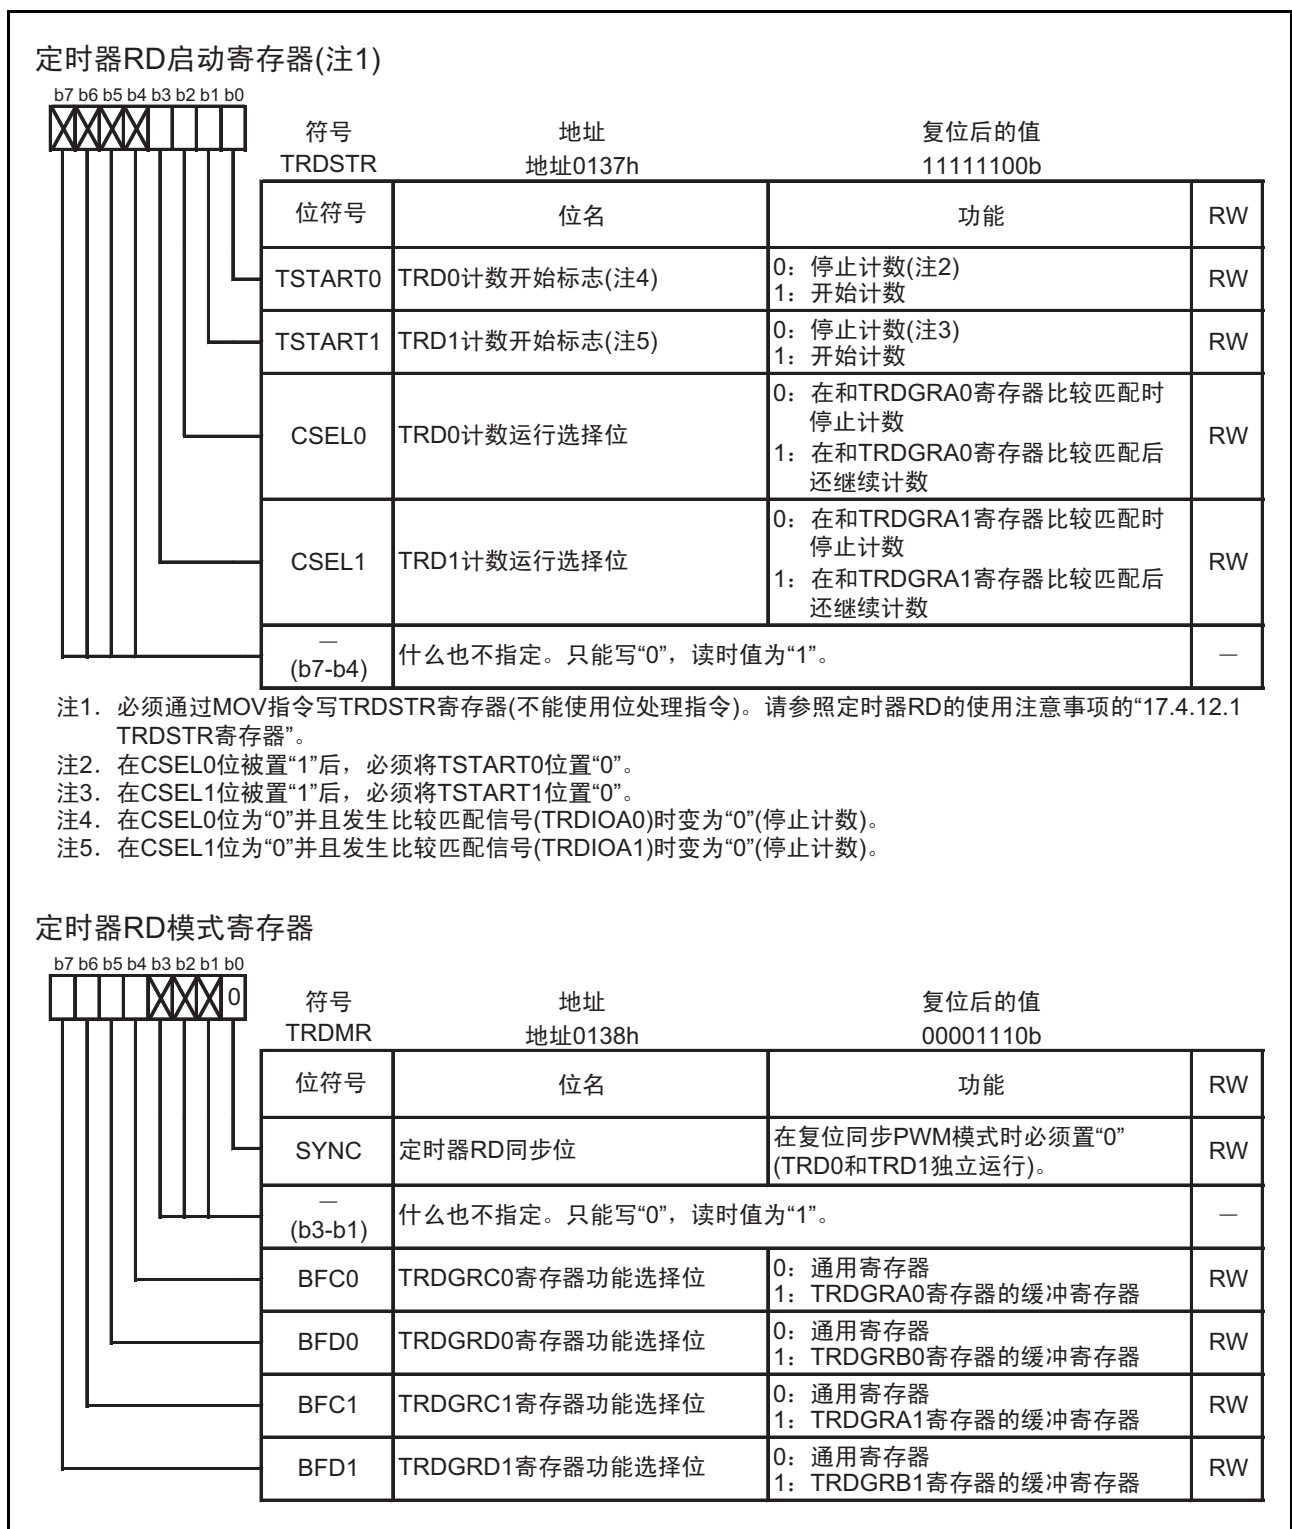 定时器RD启动寄存器(注1)
b7 b6 b5 b4 b3 b2 b1 b0
符号 地址 复位后的值
TRDSTR 地址0137h 11111100b
位符号 位名 功能 RW
TSTART0 TRD0计数开始标志(注4) 0：停止计数(注2) RW
1：开始计数
TSTART1 TRD1计数开始标志(注5) 0：停止计数(注3) RW
1：开始计数
CSEL0 TRD0计数运行选择位 0：在和TRDGRA0寄存器比较匹配时 RW
停止计数
1：在和TRDGRA0寄存器比较匹配后
还继续计数
CSEL1 TRD1计数运行选择位 0：在和TRDGRA1寄存器比较匹配时 RW
停止计数
1：在和TRDGRA1寄存器比较匹配后
还继续计数
— 什么也不指定。只能写“0”，读时值为“1”。 —
(b7-b4)
注1．必须通过MOV指令写TRDSTR寄存器(不能使用位处理指令)。请参照定时器RD的使用注意事项的“17.4.12.1
TRDSTR寄存器”。
注2．在CSEL0位被置“1”后，必须将TSTART0位置“0”。
注3．在CSEL1位被置“1”后，必须将TSTART1位置“0”。
注4．在CSEL0位为“0”并且发生比较匹配信号(TRDIOA0)时变为“0”(停止计数)。
注5．在CSEL1位为“0”并且发生比较匹配信号(TRDIOA1)时变为“0”(停止计数)。
定时器RD模式寄存器
b7 b6 b5 b4 b3 b2 b1 b0
0
符号 地址 复位后的值
TRDMR 地址0138h 00001110b
位符号 位名 功能 RW
SYNC 定时器RD同步位 在复位同步PWM模式时必须置“0” RW
(TRD0和TRD1独立运行)。
— 什么也不指定。只能写“0”，读时值为“1”。 —
(b3-b1)
BFC0 TRDGRC0寄存器功能选择位 0：通用寄存器 RW
1：TRDGRA0寄存器的缓冲寄存器
BFD0 TRDGRD0寄存器功能选择位 0：通用寄存器 RW
1：TRDGRB0寄存器的缓冲寄存器
BFC1 TRDGRC1寄存器功能选择位 0：通用寄存器 RW
1：TRDGRA1寄存器的缓冲寄存器
BFD1 TRDGRD1寄存器功能选择位 0：通用寄存器 RW
1：TRDGRB1寄存器的缓冲寄存器